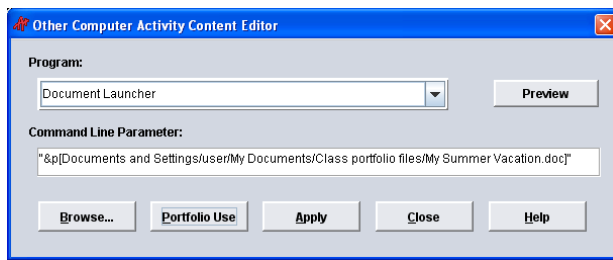 Other Computer Activity Content Editor
Program:
Document Launcher
Preview
Command Line Parameter:
"&p[Documents and Settings/user/My Documents/Class portfolio files/My Summer Vacation.doc]"
Browse... Portfolio Use Apply Close Help